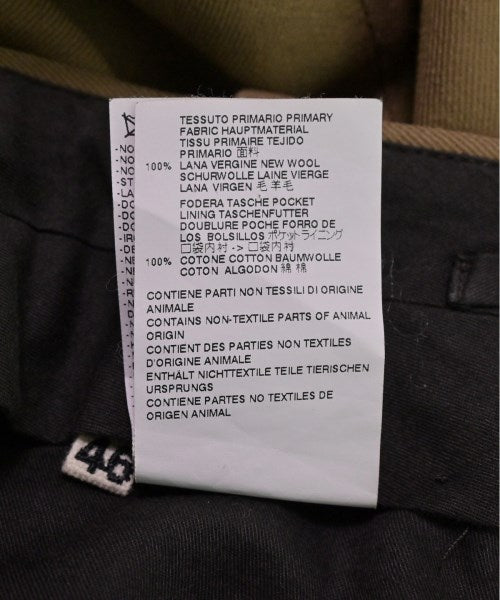 TESSUTO PRIMARIO PRIMARY
FABRIC HAUPTMATERIAL
TISSU PRIMAIRE TEJIDO
PRIMARIO 面料
100% LANA VERGINE NEW WOOL
SCHURWOLLE LAINE VIERGE
LANA VIRGEN 毛 羊毛
FODERA TASCHE POCKET
LINING TASCHENFUTTER
DOUBLURE POCHE FORRO DE
LOS BOLSILLOS ポケットライニング
口袋内衬 -> 口袋内衬
100% COTONE COTTON BAUMWOLLE
COTON ALGODON 綿 棉
CONTIENE PARTI NON TESSILI DI ORIGINE
ANIMALE
CONTAINS NON-TEXTILE PARTS OF ANIMAL
ORIGIN
CONTIENT DES PARTIES NON TEXTILES
D'ORIGINE ANIMALE
ENTHÄLT NICHTTEXTILE TEILE TIERISCHEN
URSPRUNGS
CONTIENE PARTES NO TEXTILES DE
ORIGEN ANIMAL
46